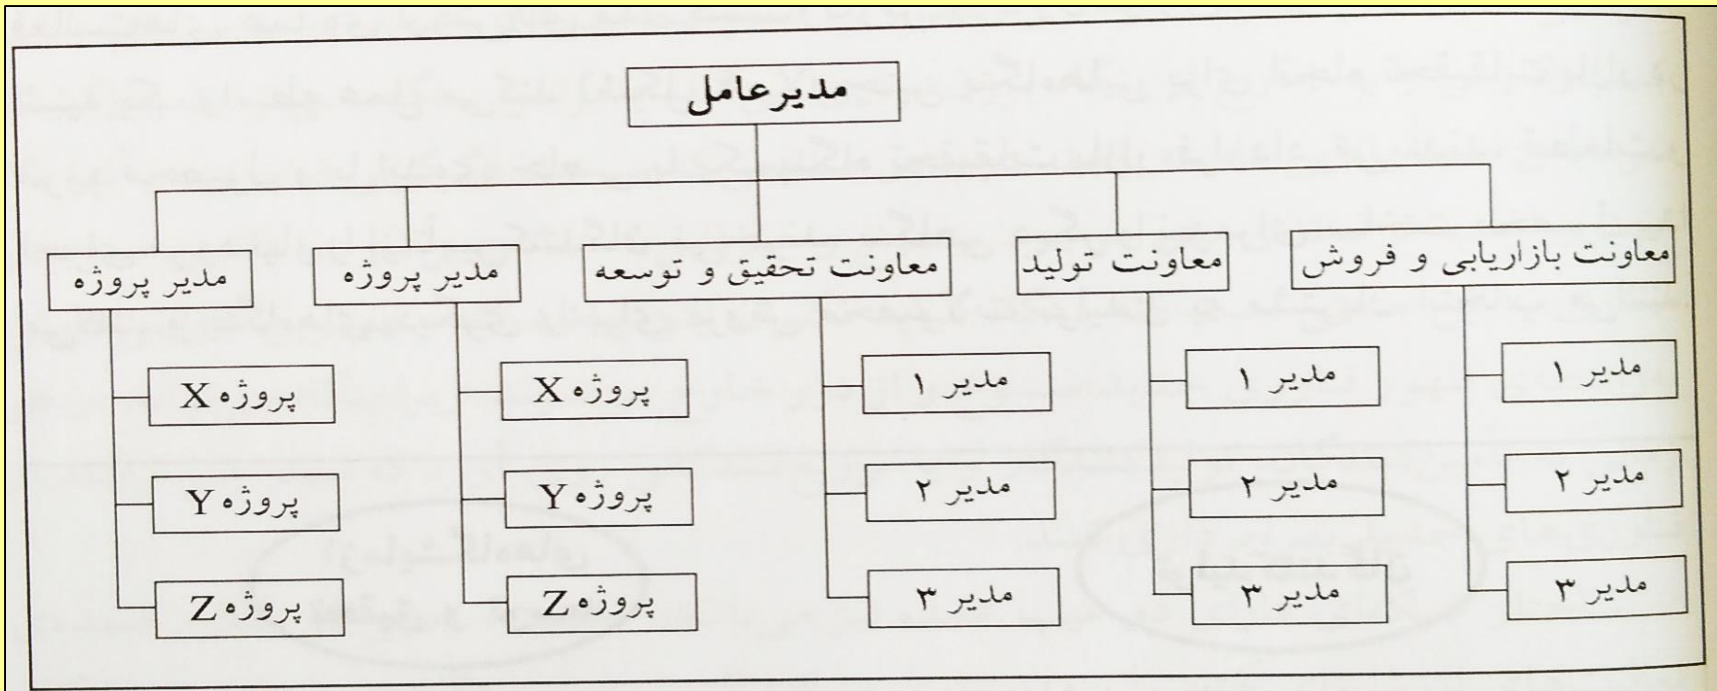 مدیرعامل
معاونت بازاریابی و فروش
معاونت تولید
معاونت تحقیق و توسعه
مدیر پروژه
مدیر پروژه
مدیر ۱
مدیر ۱
مدیر ۱
پروژه X
پروژه X
مدیر ۲
مدیر ۲
مدیر ۲
پروژه Y
پروژه Y
مدیر ۳
مدیر ۳
مدیر ۳
پروژه Z
پروژه Z